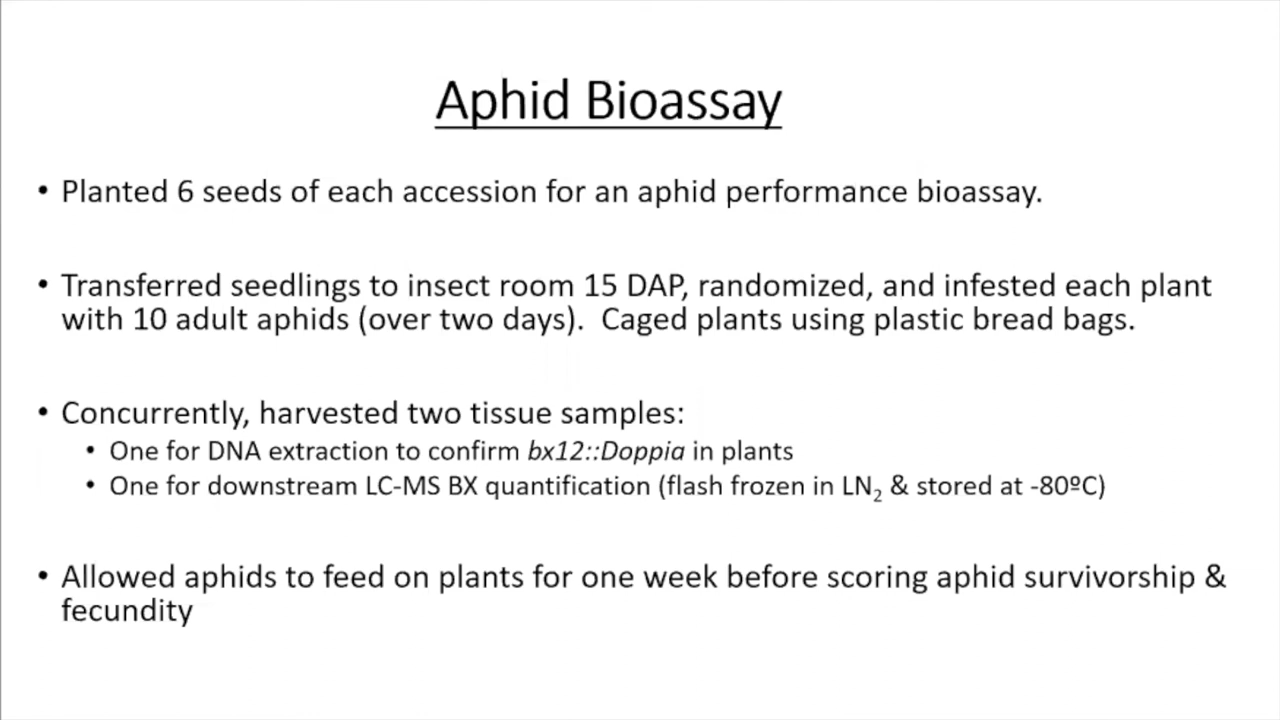 Aphid Bioassay
• Planted 6 seeds of each accession for an aphid performance bioassay.
• Transferred seedlings to insect room 15 DAP, randomized, and infested each plant
with 10 adult aphids (over two days).  Caged plants using plastic bread bags.
• Concurrently, harvested two tissue samples:
• One for DNA extraction to confirm bx12::Doppia in plants
• One for downstream LC-MS BX quantification (flash frozen in LN₂ & stored at -80ºC)
• Allowed aphids to feed on plants for one week before scoring aphid survivorship &
fecundity